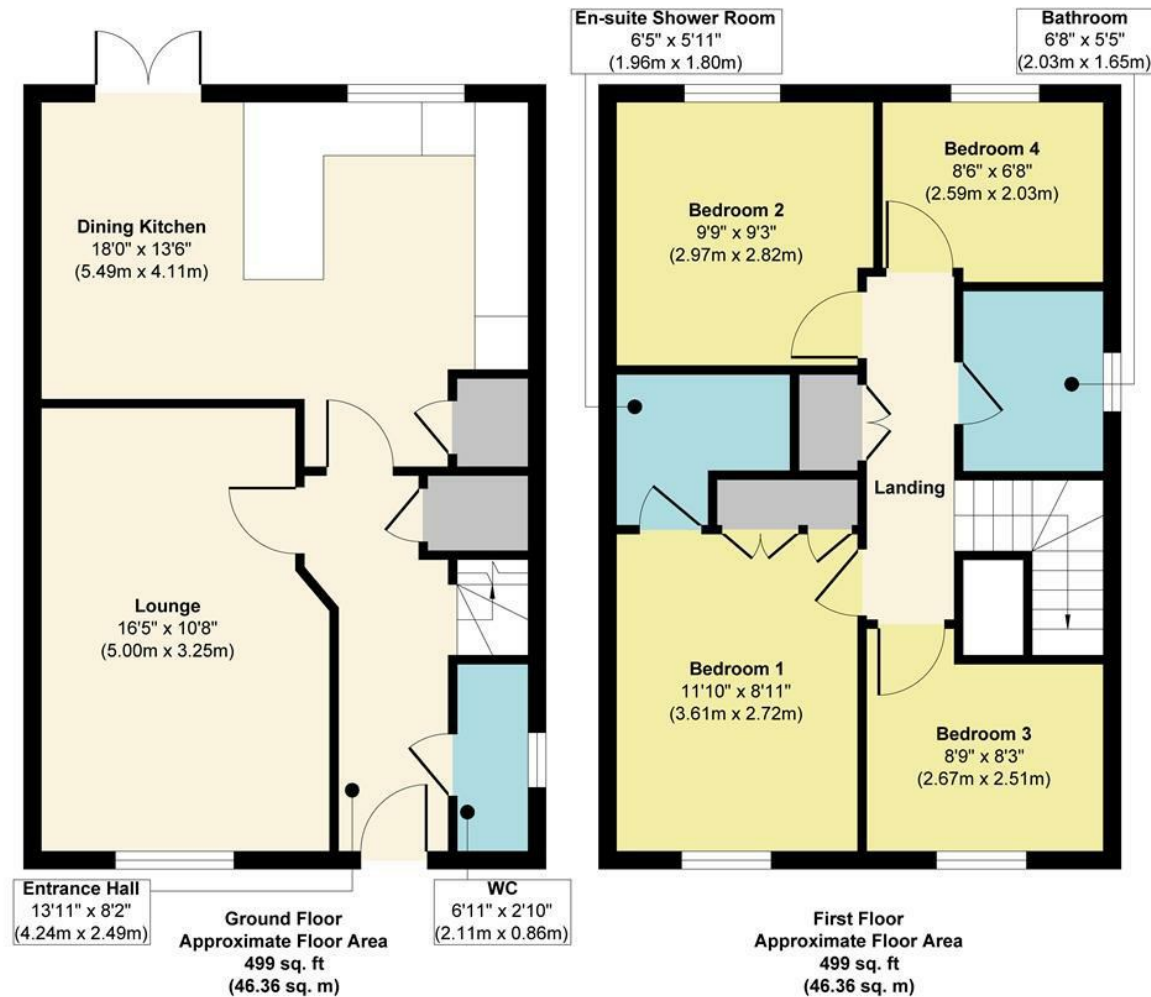 En-suite Shower Room
6'5" x 5'11"
(1.96m x 1.80m)
Bathroom
6'8" x 5'5"
(2.03m x 1.65m)
Dining Kitchen
18'0" x 13'6"
(5.49m x 4.11m)
Bedroom 2
9'9" x 9'3"
(2.97m x 2.82m)
Bedroom 4
8'6" x 6'8"
(2.59m x 2.03m)
Landing
Lounge
16'5" x 10'8"
(5.00m x 3.25m)
Bedroom 1
11'10" x 8'11"
(3.61m x 2.72m)
Bedroom 3
8'9" x 8'3"
(2.67m x 2.51m)
Entrance Hall
13'11" x 8'2"
(4.24m x 2.49m)
WC
6'11" x 2'10"
(2.11m x 0.86m)
Ground Floor
Approximate Floor Area
499 sq. ft
(46.36 sq. m)
First Floor
Approximate Floor Area
499 sq. ft
(46.36 sq. m)